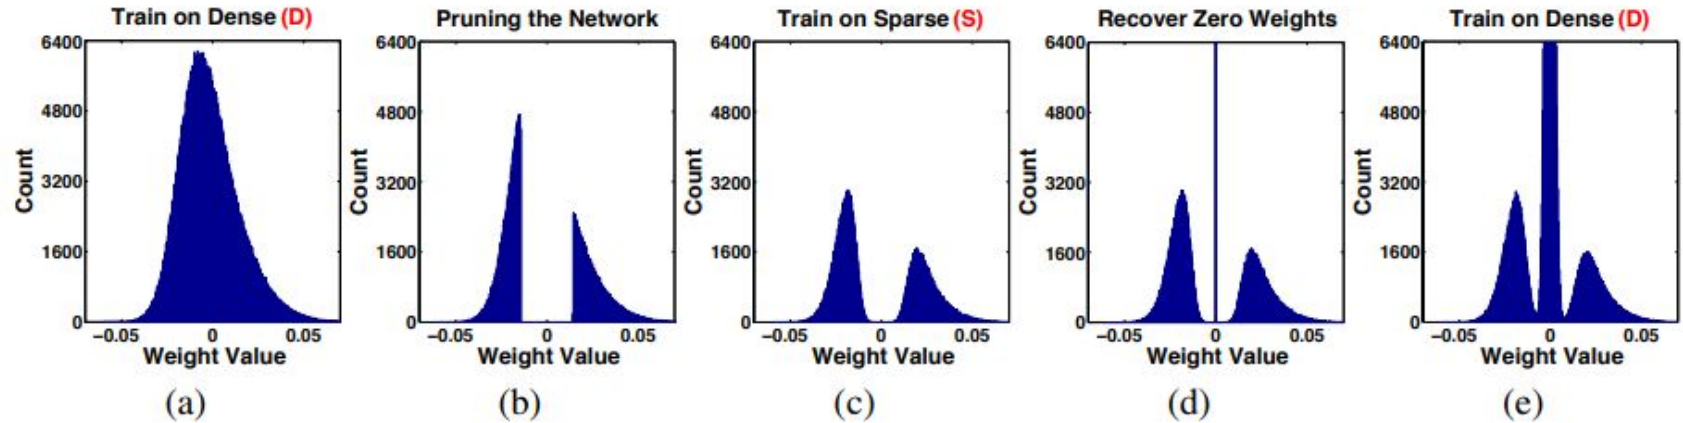 Train on Dense (D)
6400
4800
3200
1600
0
Count
−0.05
0
0.05
Weight Value
(a)
Pruning the Network
6400
4800
3200
1600
0
Count
−0.05
0
0.05
Weight Value
(b)
Train on Sparse (S)
6400
4800
3200
1600
0
Count
−0.05
0
0.05
Weight Value
(c)
Recover Zero Weights
6400
4800
3200
1600
0
Count
−0.05
0
0.05
Weight Value
(d)
Train on Dense (D)
6400
4800
3200
1600
0
Count
−0.05
0
0.05
Weight Value
(e)